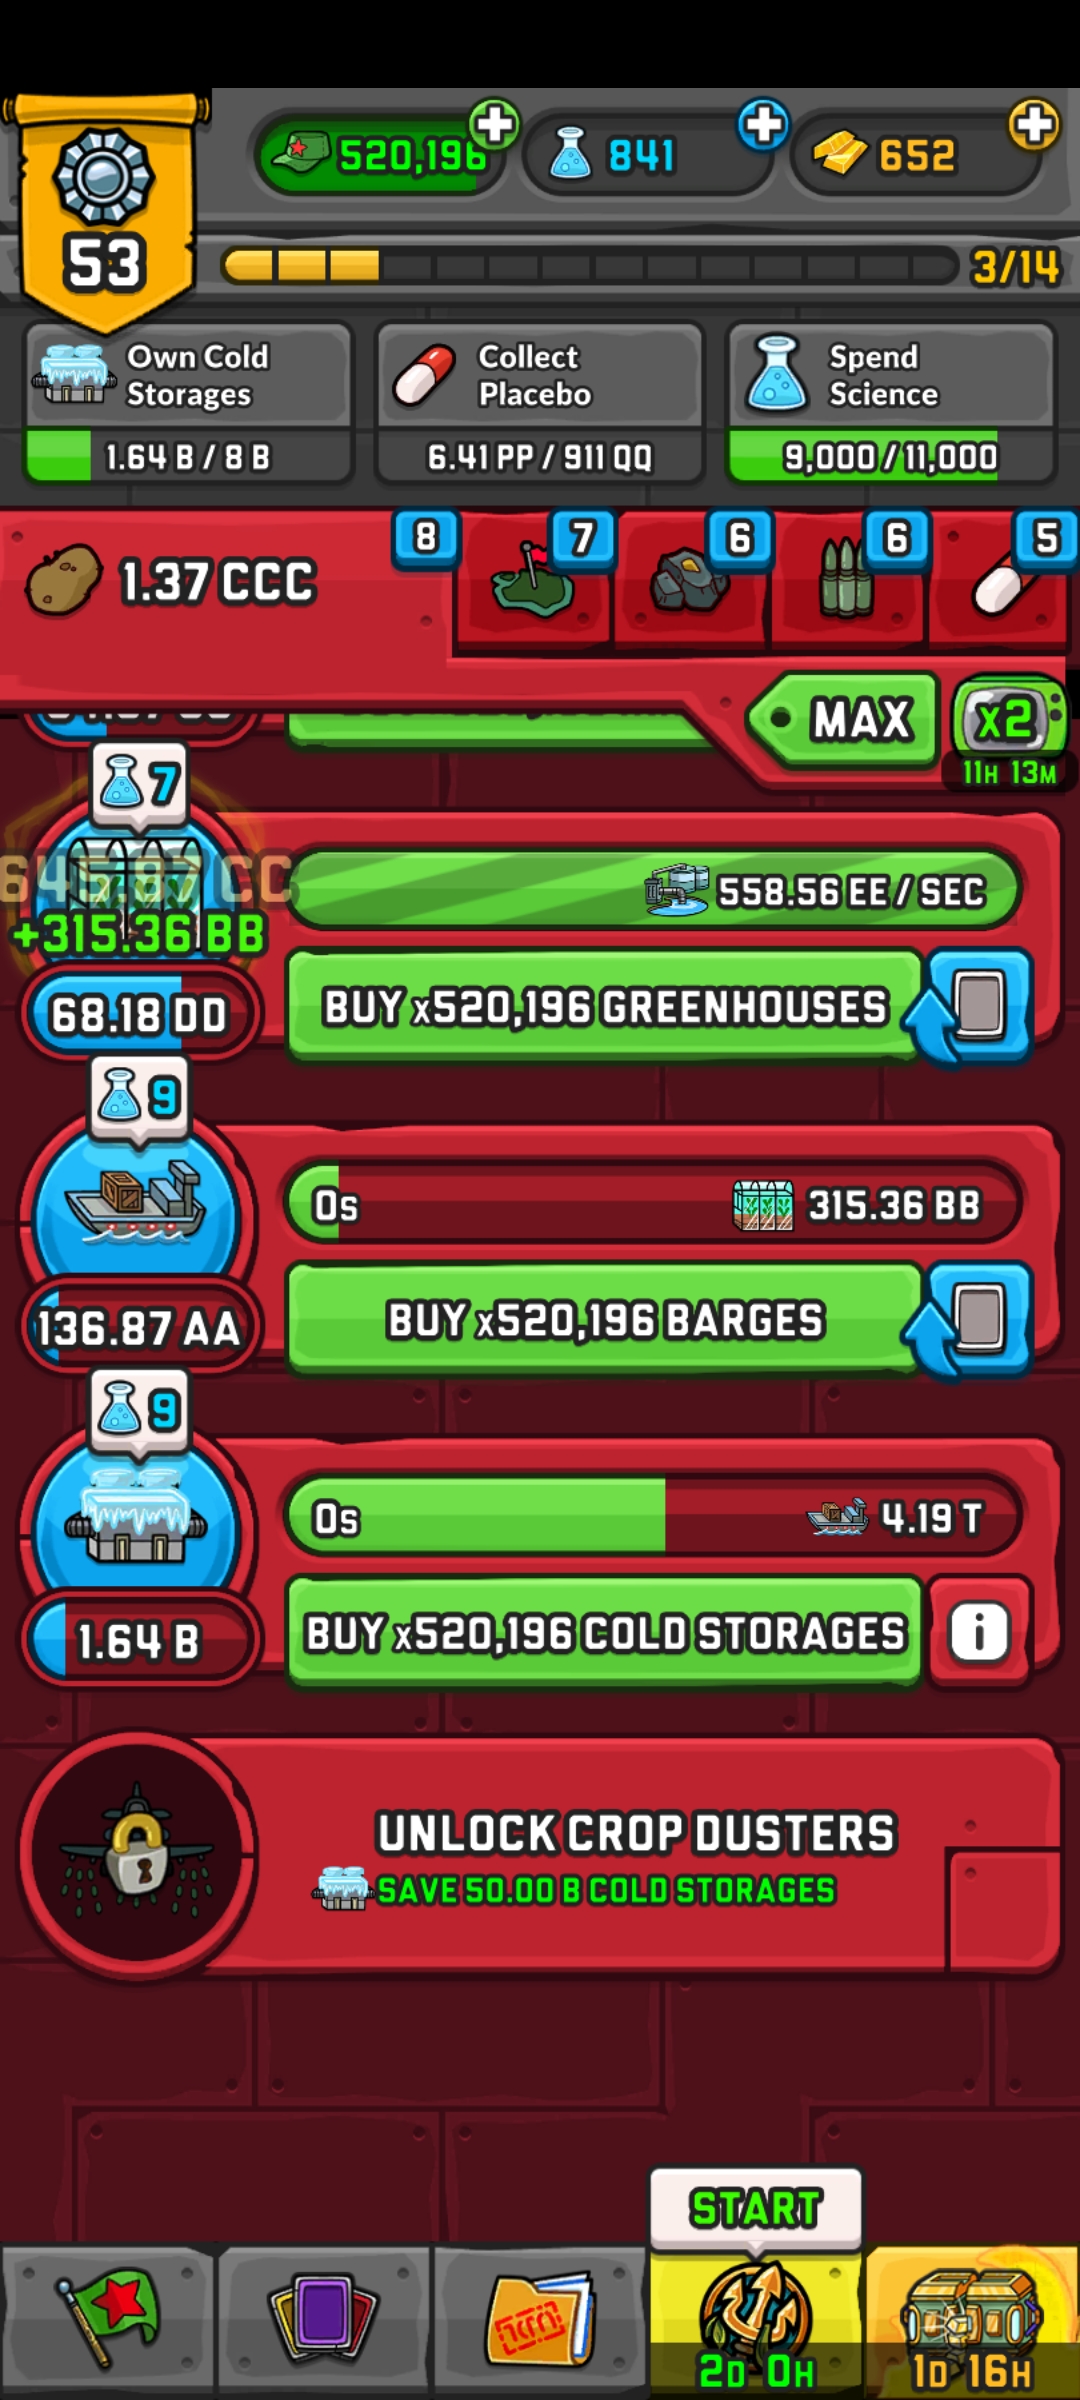 520,196
841
652
53
3/14
Own Cold
Storages
1.64 B / 8 B
Collect
Placebo
6.41 PP / 911 QQ
Spend
Science
9,000 / 11,000
1.37 CCC
8
7
6
6
5
MAX
x2
11H 13M
7
645.87 CC
+315.36 BB
68.18 DD
558.56 EE / SEC
BUY x520,196 GREENHOUSES
9
136.87 AA
0s
315.36 BB
BUY x520,196 BARGES
9
1.64 B
0s
4.19 T
BUY x520,196 COLD STORAGES
i
UNLOCK CROP DUSTERS
SAVE 50.00 B COLD STORAGES
START
2D 0H
1D 16H